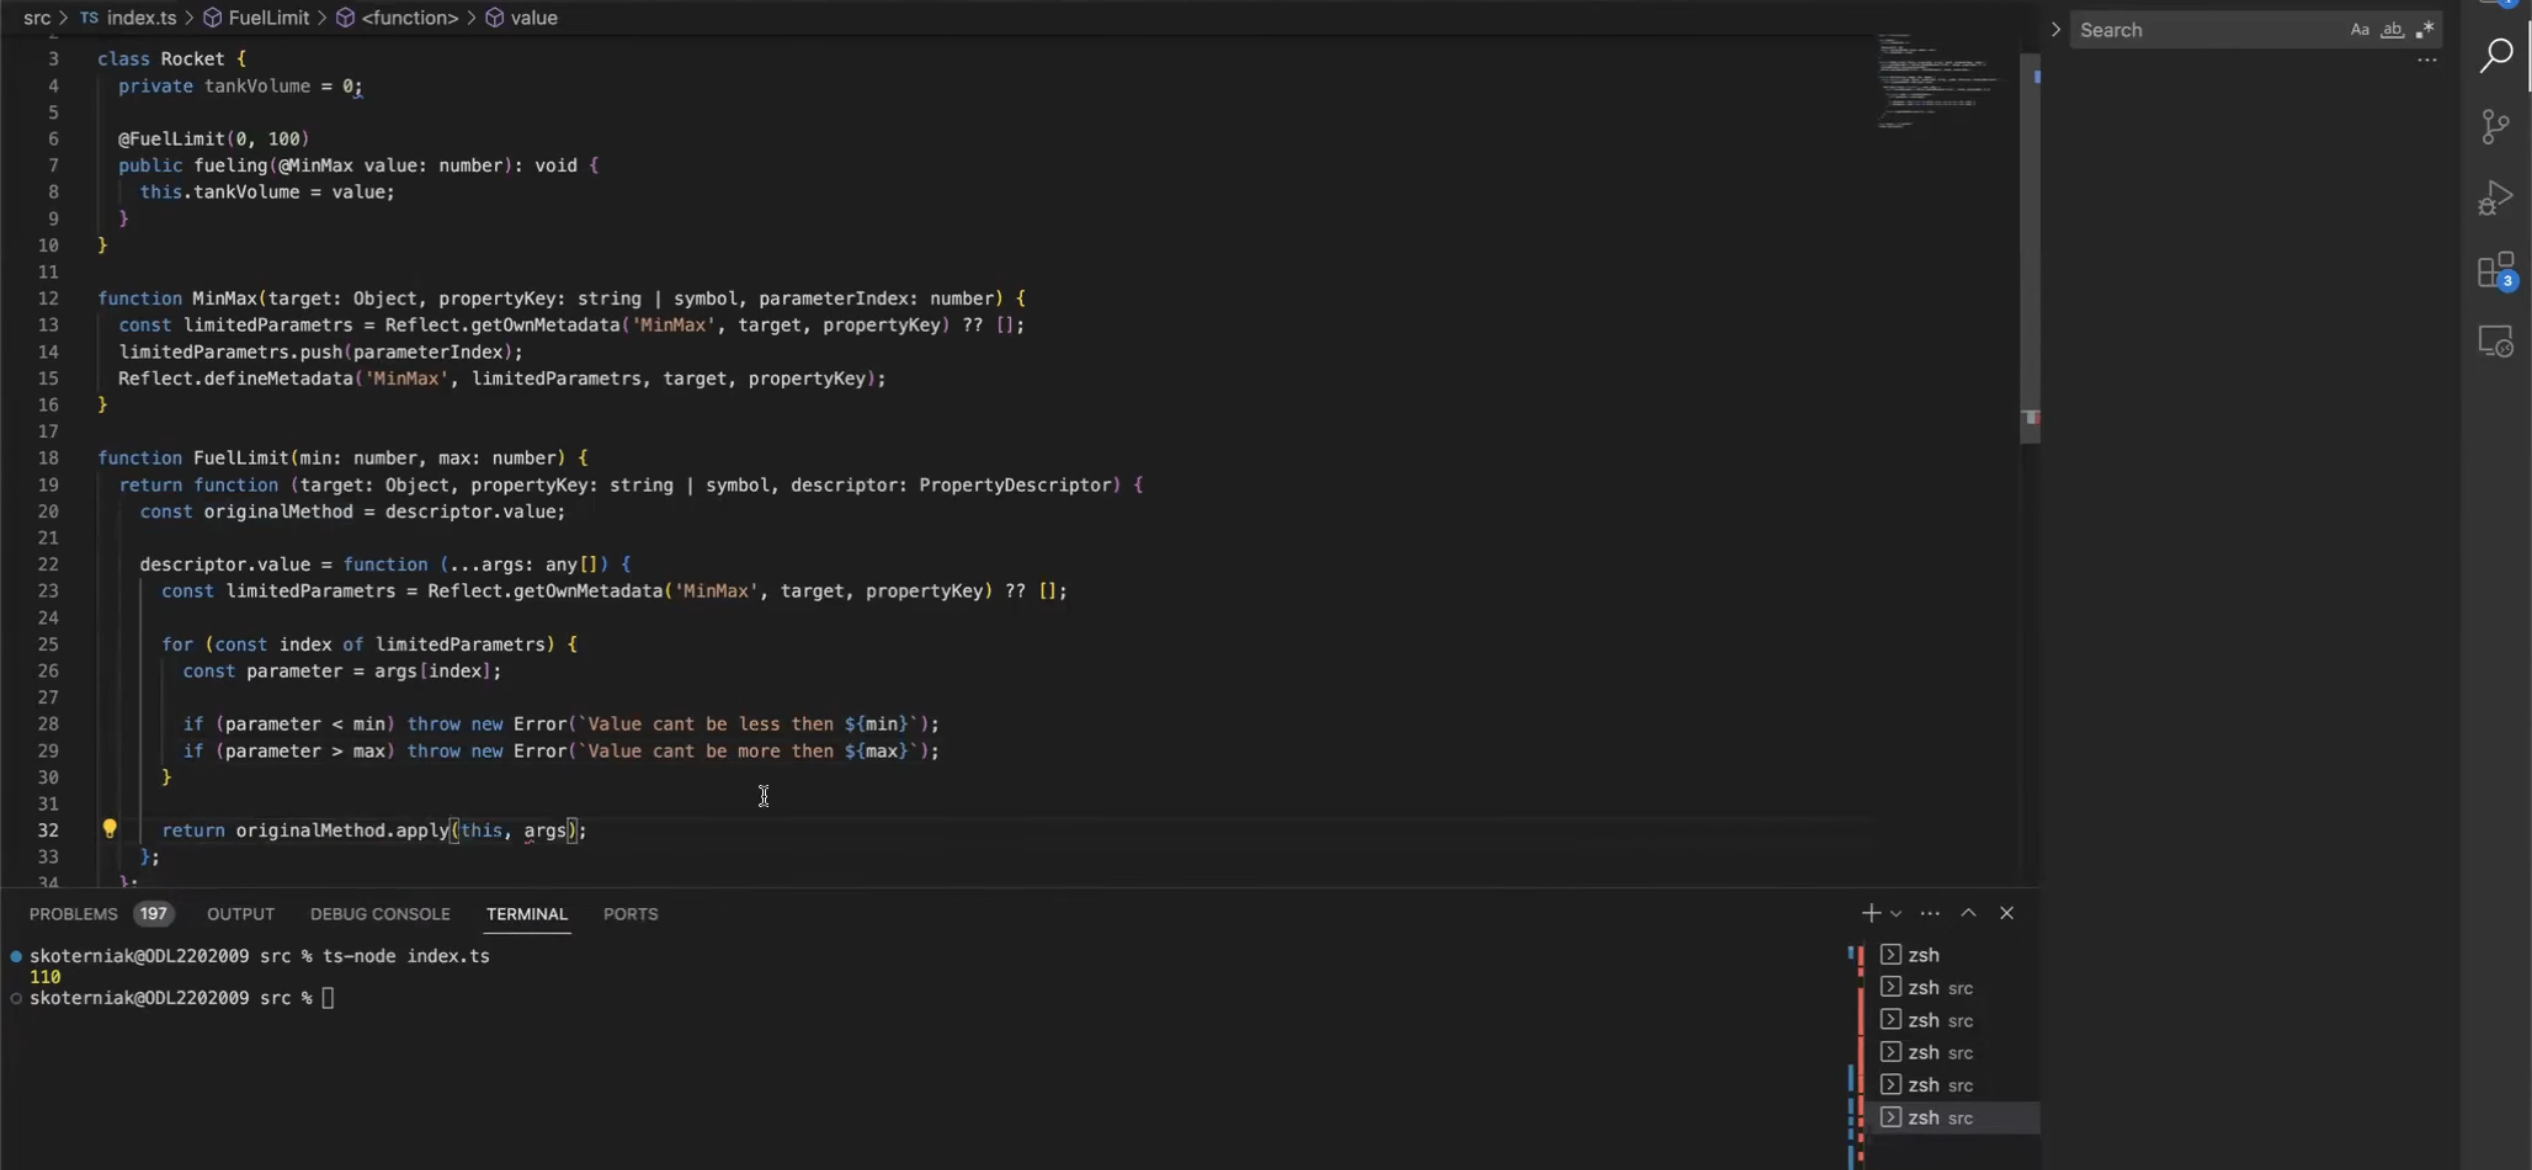 src > TS index.ts > FuelLimit > <function> > value
2
3 class Rocket {
4 private tankVolume = 0;
5
6 @FuelLimit(0, 100)
7 public fueling(@MinMax value: number): void {
8 this.tankVolume = value;
9 }
10 }
11
12 function MinMax(target: Object, propertyKey: string | symbol, parameterIndex: number) {
13 const limitedParametrs = Reflect.getOwnMetadata('MinMax', target, propertyKey) ?? [];
14 limitedParametrs.push(parameterIndex);
15 Reflect.defineMetadata('MinMax', limitedParametrs, target, propertyKey);
16 }
17
18 function FuelLimit(min: number, max: number) {
19 return function (target: Object, propertyKey: string | symbol, descriptor: PropertyDescriptor) {
20 const originalMethod = descriptor.value;
21
22 descriptor.value = function (...args: any[]) {
23 const limitedParametrs = Reflect.getOwnMetadata('MinMax', target, propertyKey) ?? [];
24
25 for (const index of limitedParametrs) {
26 const parameter = args[index];
27
28 if (parameter < min) throw new Error(`Value cant be less then ${min}`);
29 if (parameter > max) throw new Error(`Value cant be more then ${max}`);
30 }
31
32 return originalMethod.apply(this, args);
33 };
34 };
Search Aa ab .*
...
3
PROBLEMS 197 OUTPUT DEBUG CONSOLE TERMINAL PORTS
skoterniak@ODL2202009 src % ts-node index.ts
110
skoterniak@ODL2202009 src %
zsh
zsh src
zsh src
zsh src
zsh src
zsh src